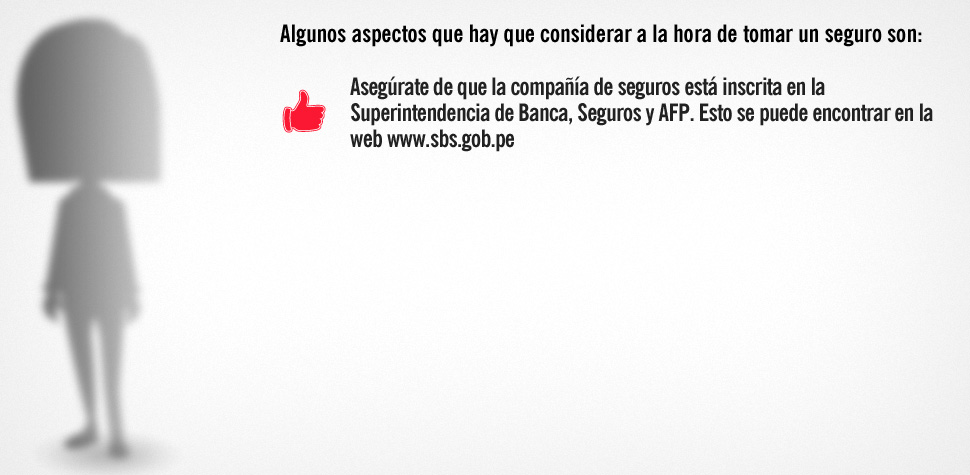 Algunos aspectos que hay que considerar a la hora de tomar un seguro son:
Asegúrate de que la compañía de seguros está inscrita en la
Superintendencia de Banca, Seguros y AFP. Esto se puede encontrar en la
web www.sbs.gob.pe